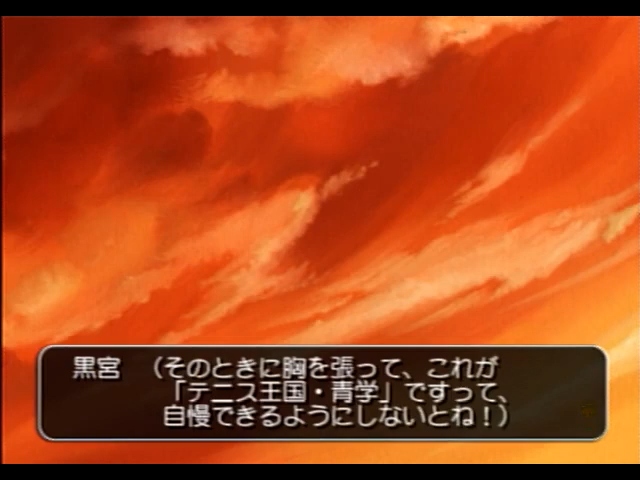 黒宮 (そのときに胸を張って、これが
「テニス王国・青学」ですって、
自慢できるようにしないとね!)